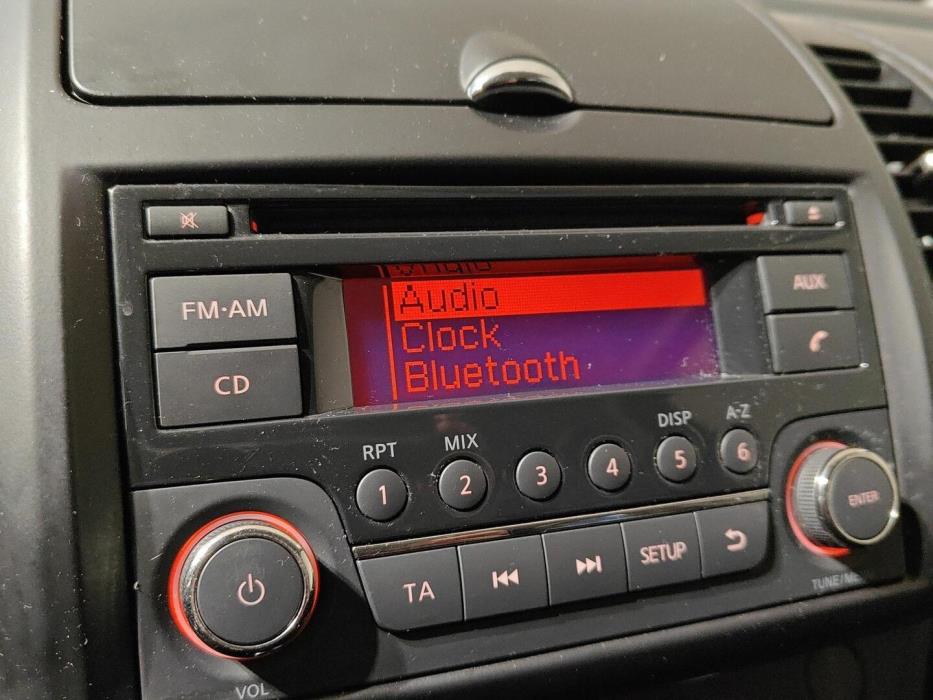 Audio
Audio
Clock
Bluetooth
FM·AM
CD
AUX
RPT
MIX
DISP
A-Z
1
2
3
4
5
6
TA
SETUP
ENTER
VOL